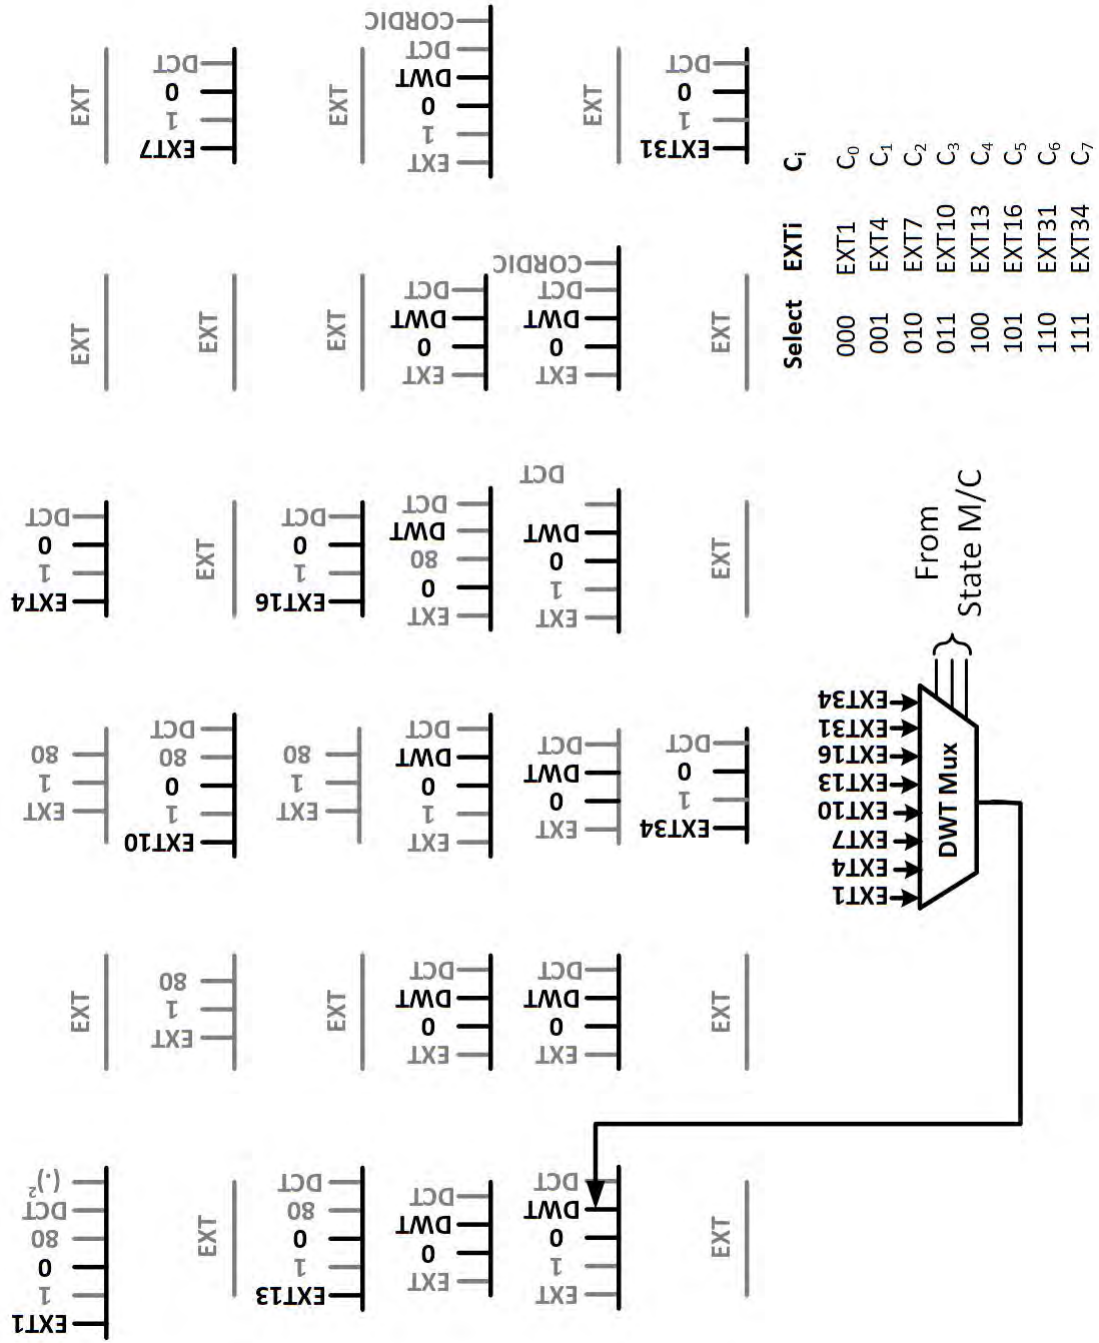 EXT1 1 0 80 DCT (.)²
EXT
EXT 1 80
EXT4 1 0 DCT
EXT
EXT
EXT
EXT 1 80
EXT10 1 0 80 DCT
EXT
EXT
EXT7 1 0 DCT
EXT13 1 0 80 DCT
EXT
EXT 1 80
EXT16 1 0 DCT
EXT
EXT
EXT 0 DWT DCT
EXT 0 DWT DCT
EXT 1 0 DWT DCT
EXT 0 80 DWT DCT
EXT 0 DWT DCT
EXT 1 0 DWT DCT CORDIC
EXT 1 0 DWT DCT
EXT 0 DWT DCT
EXT 0 DWT DCT
EXT 1 0 DWT DCT
EXT 0 DWT DCT CORDIC
EXT
EXT
EXT
EXT34 1 0 DCT
EXT
EXT
EXT31 1 0 DCT
EXT1 EXT4 EXT7 EXT10 EXT13 EXT16 EXT31 EXT34
DWT Mux
From
State M/C
Select EXTi Cᵢ
000 EXT1 C₀
001 EXT4 C₁
010 EXT7 C₂
011 EXT10 C₃
100 EXT13 C₄
101 EXT16 C₅
110 EXT31 C₆
111 EXT34 C₇